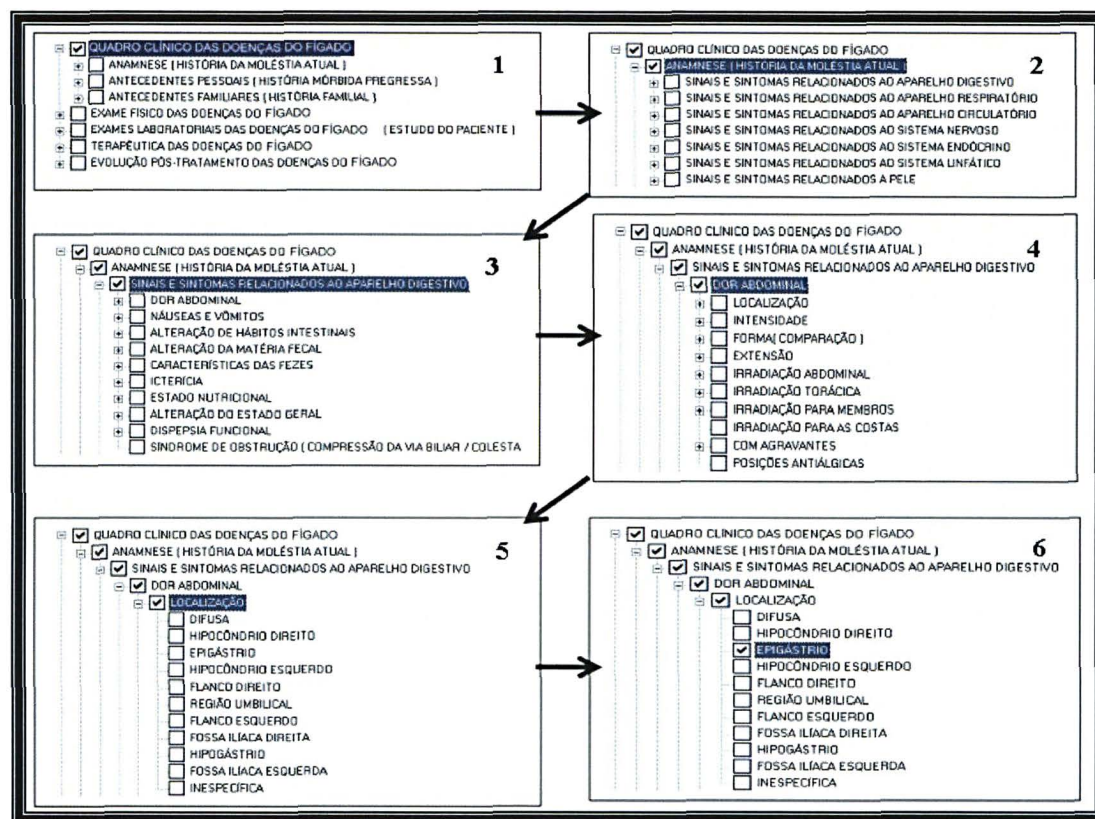 1
QUADRO CLÍNICO DAS DOENÇAS DO FÍGADO
ANAMNESE ( HISTÓRIA DA MOLÉSTIA ATUAL )
ANTECEDENTES PESSOAIS ( HISTÓRIA MÓRBIDA PREGRESSA )
ANTECEDENTES FAMILIARES ( HISTÓRIA FAMILIAL )
EXAME FÍSICO DAS DOENÇAS DO FÍGADO
EXAMES LABORATORIAIS DAS DOENÇAS DO FÍGADO ( ESTUDO DO PACIENTE )
TERAPÊUTICA DAS DOENÇAS DO FÍGADO
EVOLUÇÃO PÓS-TRATAMENTO DAS DOENÇAS DO FÍGADO
2
QUADRO CLÍNICO DAS DOENÇAS DO FÍGADO
ANAMNESE ( HISTÓRIA DA MOLÉSTIA ATUAL )
SINAIS E SINTOMAS RELACIONADOS AO APARELHO DIGESTIVO
SINAIS E SINTOMAS RELACIONADOS AO APARELHO RESPIRATÓRIO
SINAIS E SINTOMAS RELACIONADOS AO APARELHO CIRCULATÓRIO
SINAIS E SINTOMAS RELACIONADOS AO SISTEMA NERVOSO
SINAIS E SINTOMAS RELACIONADOS AO SISTEMA ENDÓCRINO
SINAIS E SINTOMAS RELACIONADOS AO SISTEMA LINFÁTICO
SINAIS E SINTOMAS RELACIONADOS A PELE
3
QUADRO CLÍNICO DAS DOENÇAS DO FÍGADO
ANAMNESE ( HISTÓRIA DA MOLÉSTIA ATUAL )
SINAIS E SINTOMAS RELACIONADOS AO APARELHO DIGESTIVO
DOR ABDOMINAL
NÁUSEAS E VÔMITOS
ALTERAÇÃO DE HÁBITOS INTESTINAIS
ALTERAÇÃO DA MATÉRIA FECAL
CARACTERÍSTICAS DAS FEZES
ICTERÍCIA
ESTADO NUTRICIONAL
ALTERAÇÃO DO ESTADO GERAL
DISPEPSIA FUNCIONAL
SINDROME DE OBSTRUÇÃO ( COMPRESSÃO DA VIA BILIAR / COLESTA
4
QUADRO CLÍNICO DAS DOENÇAS DO FÍGADO
ANAMNESE ( HISTÓRIA DA MOLÉSTIA ATUAL )
SINAIS E SINTOMAS RELACIONADOS AO APARELHO DIGESTIVO
DOR ABDOMINAL
LOCALIZAÇÃO
INTENSIDADE
FORMA( COMPARAÇÃO )
EXTENSÃO
IRRADIAÇÃO ABDOMINAL
IRRADIAÇÃO TORÁCICA
IRRADIAÇÃO PARA MEMBROS
IRRADIAÇÃO PARA AS COSTAS
COM AGRAVANTES
POSIÇÕES ANTIÁLGICAS
5
QUADRO CLÍNICO DAS DOENÇAS DO FÍGADO
ANAMNESE ( HISTÓRIA DA MOLÉSTIA ATUAL )
SINAIS E SINTOMAS RELACIONADOS AO APARELHO DIGESTIVO
DOR ABDOMINAL
LOCALIZAÇÃO
DIFUSA
HIPOCÔNDRIO DIREITO
EPIGÁSTRIO
HIPOCÔNDRIO ESQUERDO
FLANCO DIREITO
REGIÃO UMBILICAL
FLANCO ESQUERDO
FOSSA ILÍACA DIREITA
HIPOGÁSTRIO
FOSSA ILÍACA ESQUERDA
INESPECÍFICA
6
QUADRO CLÍNICO DAS DOENÇAS DO FÍGADO
ANAMNESE ( HISTÓRIA DA MOLÉSTIA ATUAL )
SINAIS E SINTOMAS RELACIONADOS AO APARELHO DIGESTIVO
DOR ABDOMINAL
LOCALIZAÇÃO
DIFUSA
HIPOCÔNDRIO DIREITO
EPIGÁSTRIO
HIPOCÔNDRIO ESQUERDO
FLANCO DIREITO
REGIÃO UMBILICAL
FLANCO ESQUERDO
FOSSA ILÍACA DIREITA
HIPOGÁSTRIO
FOSSA ILÍACA ESQUERDA
INESPECÍFICA